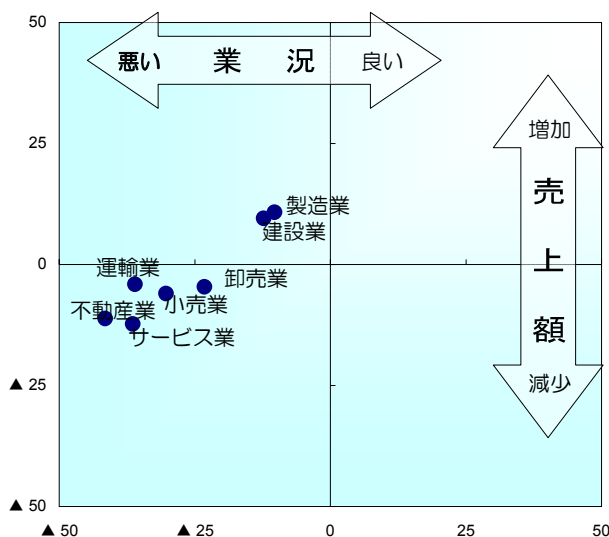 50
悪い 業 況 良い
増加
売
上
額
減少
25
製造業
建設業
0
運輸業
卸売業
小売業
不動産業
サービス業
▲ 25
▲ 50
▲ 50 ▲ 25 0 25 50